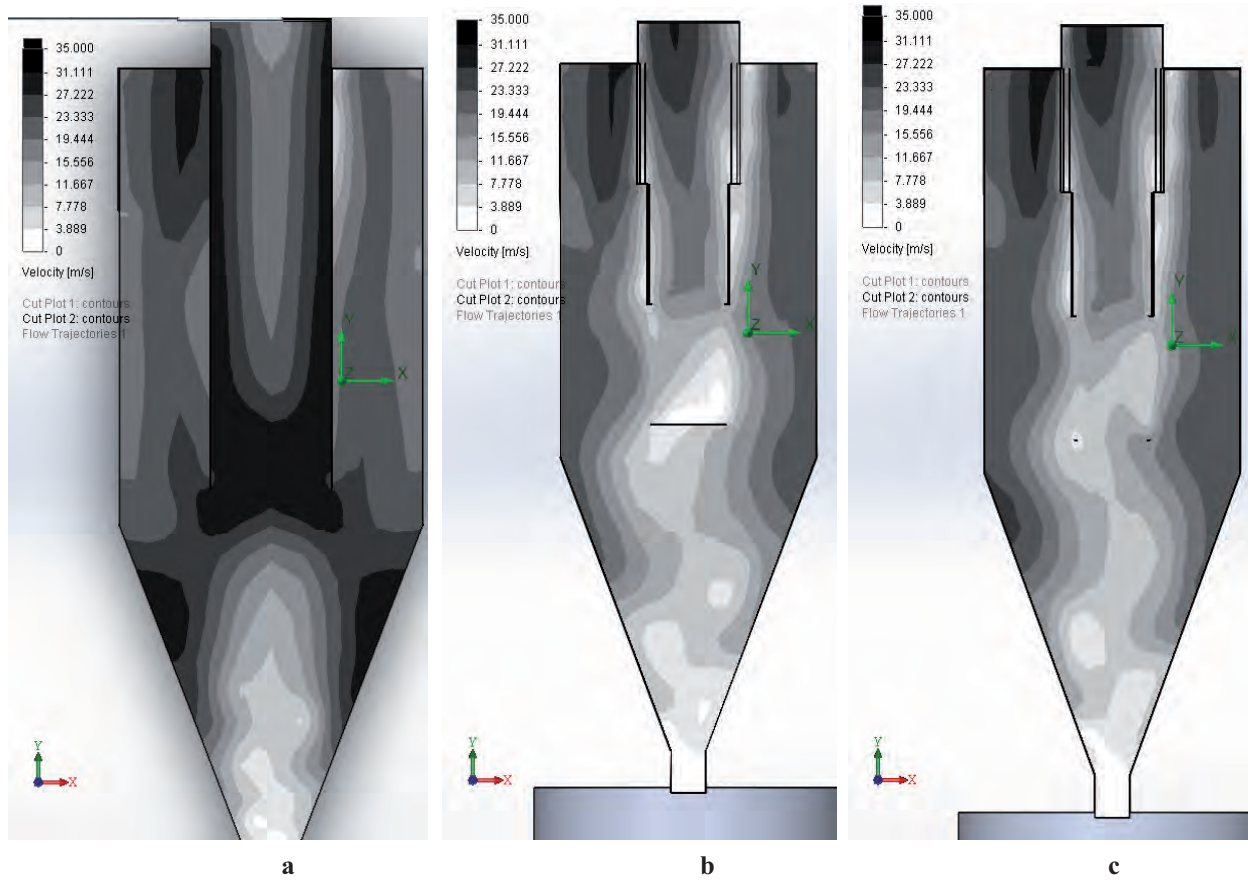 35.000
31.111
27.222
23.333
19.444
15.556
11.667
7.778
3.889
0
Velocity [m/s]
Cut Plot 1: contours
Cut Plot 2: contours
Flow Trajectories 1
Y
Z
X
Y
X
a
35.000
31.111
27.222
23.333
19.444
15.556
11.667
7.778
3.889
0
Velocity [m/s]
Cut Plot 1: contours
Cut Plot 2: contours
Flow Trajectories 1
Y
Z
X
Y
X
b
35.000
31.111
27.222
23.333
19.444
15.556
11.667
7.778
3.889
0
Velocity [m/s]
Cut Plot 1: contours
Cut Plot 2: contours
Flow Trajectories 1
Y
Z
X
Y
X
c